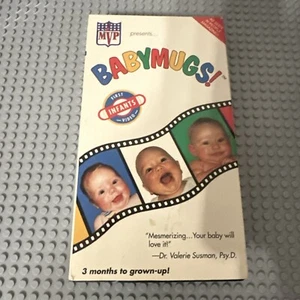 MVP
presents...
BABYMUGS!
FIRST
INFANTS
VIDEO
"Mesmerizing...Your baby will
love it!"
—Dr. Valerie Susman, Psy.D.
3 months to grown-up!